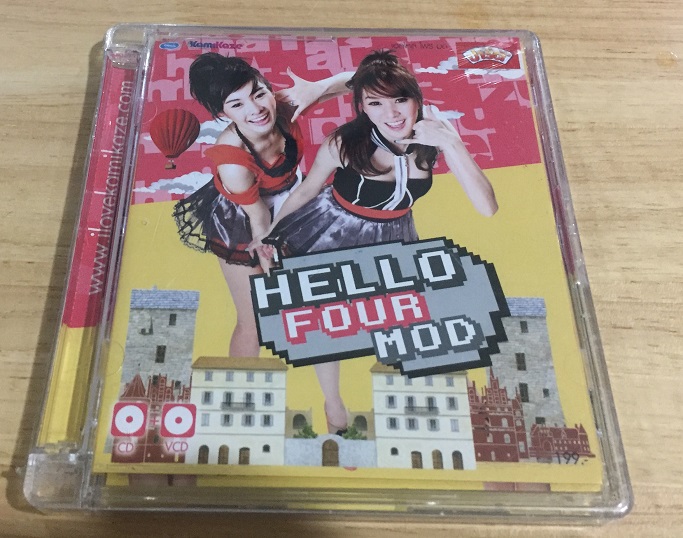 KamiKaze
www.ilovekamikaze.com
HELLO
FOUR
MOD
CD
VCD
199.-